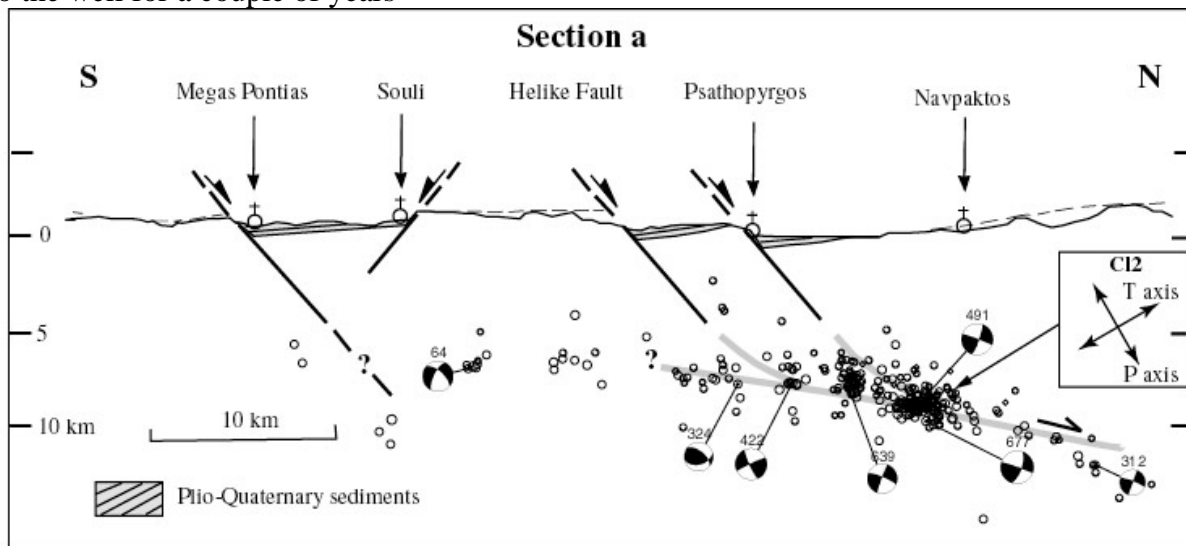 to the well for a couple of years
Section a
S
N
Megas Pontias
Souli
Helike Fault
Psathopyrgos
Navpaktos
0
Cl2
T axis
P axis
491
5
64
?
?
10 km
10 km
324
422
639
677
312
Plio-Quaternary sediments